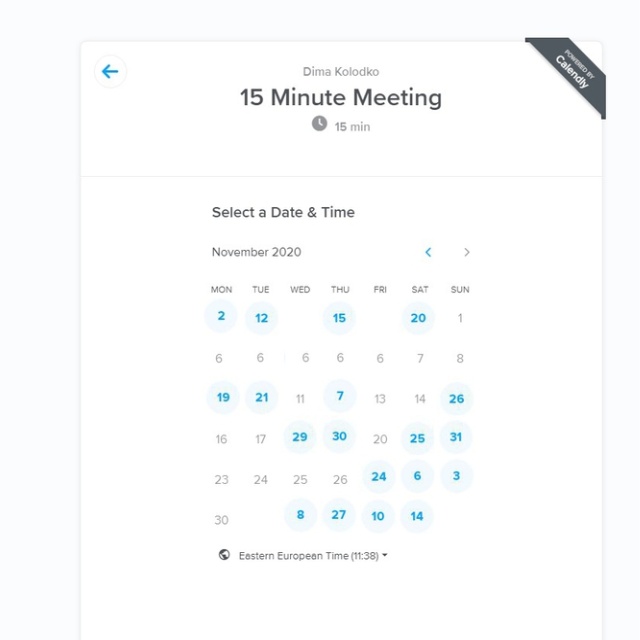 POWERED BY
Calendly
Dima Kolodko
15 Minute Meeting
15 min
Select a Date & Time
November 2020
MON TUE WED THU FRI SAT SUN
2 12 15 20 1
6 6 6 6 6 7 8
19 21 11 7 13 14 26
16 17 29 30 20 25 31
23 24 25 26 24 6 3
30 8 27 10 14
Eastern European Time (11:38)